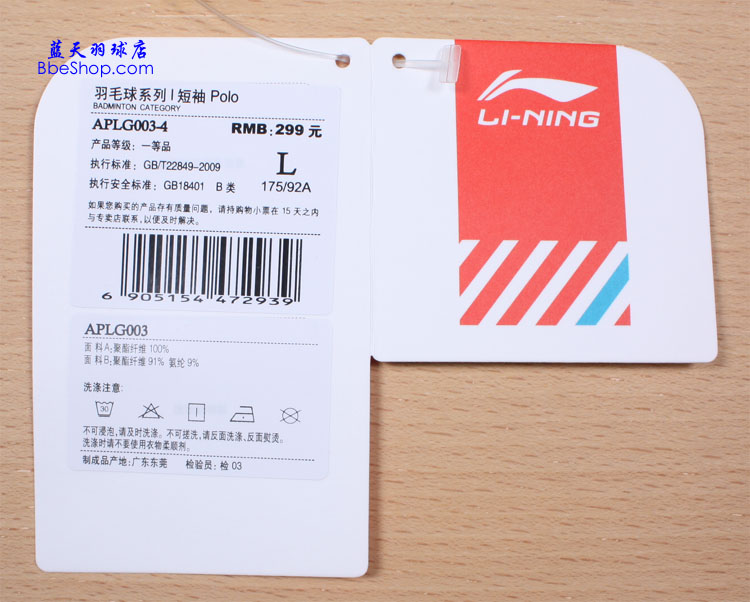 蓝天羽球店
BbeShop.com
羽毛球系列 | 短袖 Polo
BADMINTON CATEGORY
APLG003-4 RMB: 299 元
产品等级: 一等品
执行标准: GB/T22849-2009 L
执行安全标准: GB18401 B 类 175/92A
如果您购买的产品存有质量问题，请持购物小票在 15 天之内
与专卖店联系,以便及时解决。
6 905154 472939
APLG003
面 料A:聚酯纤维 100%
面 料B:聚酯纤维 91% 氨纶 9%
洗涤注意:
30
不可浸泡,请及时洗涤。不可搓洗,请反面洗涤、反面熨烫。
洗涤时请不要使用衣物柔顺剂。
制成品产地: 广东东莞 检验员: 检 03
LI-NING